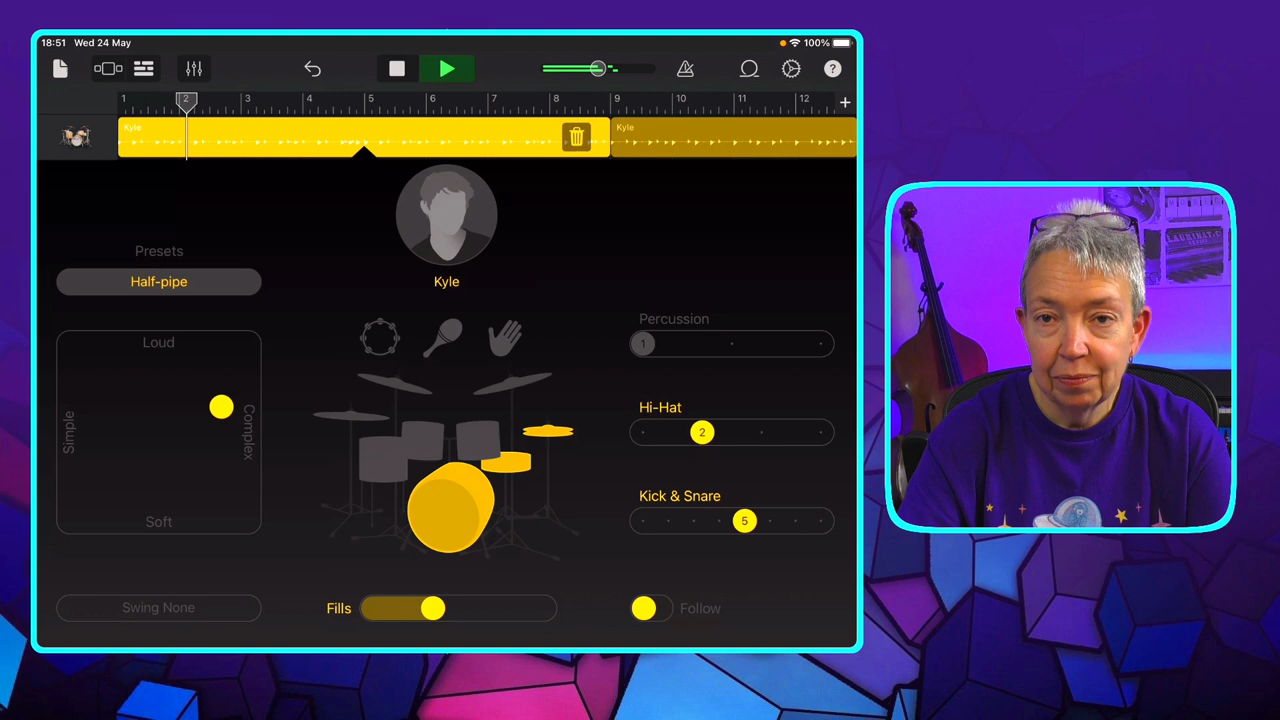 18:51 Wed 24 May
100%
?
1 2 3 4 5 6 7 8 9 10 11 12 +
Kyle Kyle
Presets
Half-pipe
Kyle
Loud
Simple
Complex
Soft
Percussion
1
Hi-Hat
2
Kick & Snare
5
Swing None
Fills
Follow